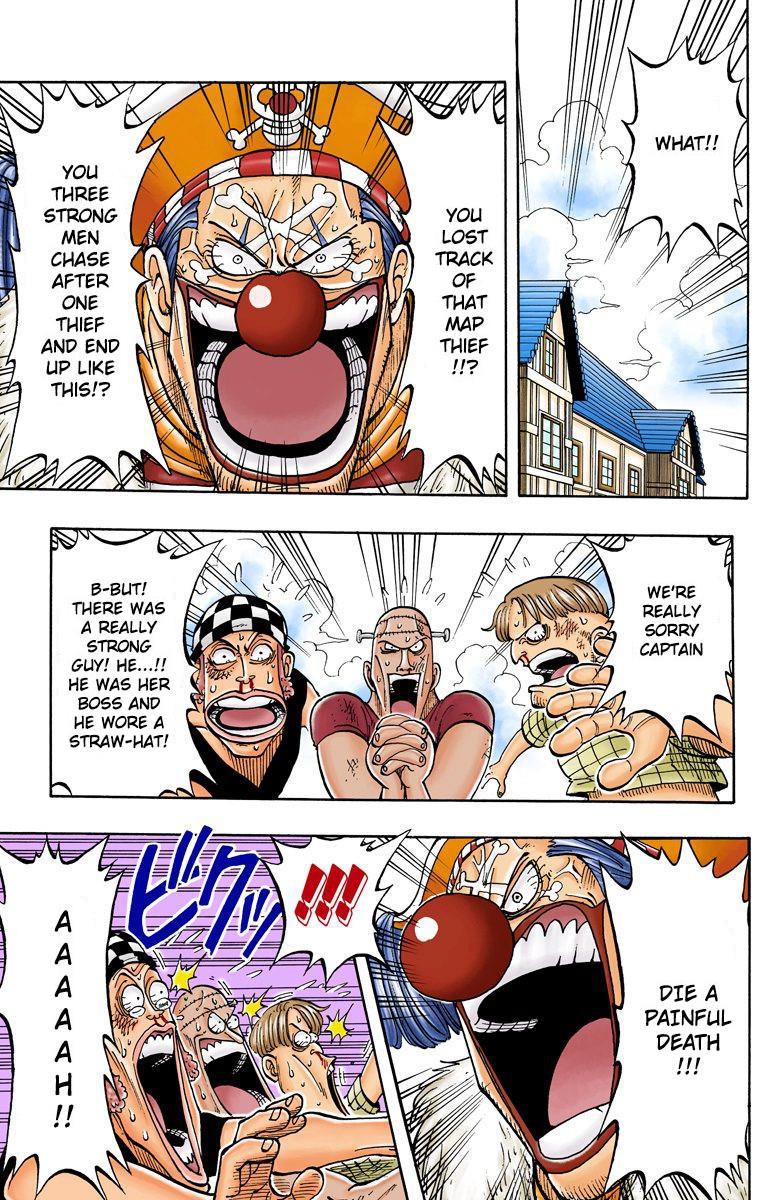 WHAT!!
YOU
LOST
TRACK
OF
THAT
MAP
THIEF
!!?
YOU
THREE
STRONG
MEN
CHASE
AFTER
ONE
THIEF
AND END
UP LIKE
THIS!?
WE'RE
REALLY
SORRY
CAPTAIN
B-BUT!
THERE WAS
A REALLY
STRONG
GUY! HE...!!
HE WAS HER
BOSS AND
HE WORE A
STRAW-HAT!
DIE A
PAINFUL
DEATH
!!!
!!!
ビクッ
A
A
A
A
A
H
!!